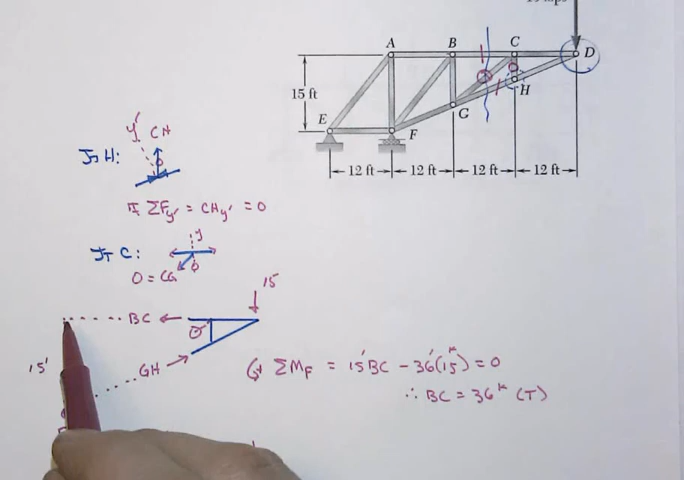 A B C D
15 ft
H
G
E F
12 ft 12 ft 12 ft 12 ft
y' CH
JT H:
ΣFy' = CHy' = 0
y
JT C:
0 = CG
15
BC
15'
GH
ΣM_F = 15'BC - 36'(15ᵏ) = 0
∴ BC = 36ᵏ (T)